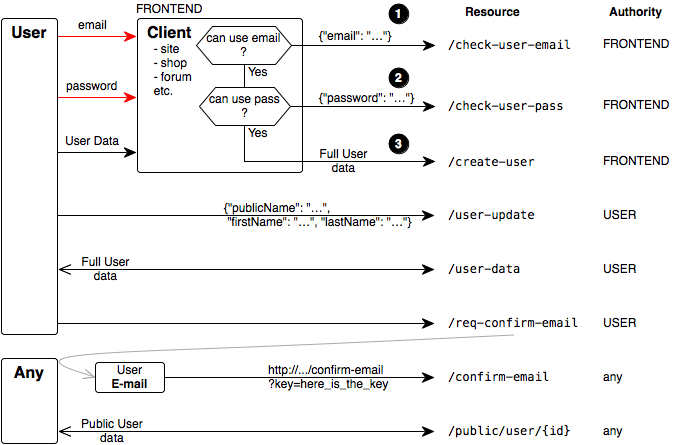 FRONTEND
1
Resource
Authority
User
email
Client
- site
- shop
- forum
etc.
can use email
?
{"email": "..."}
/check-user-email
FRONTEND
Yes
password
can use pass
?
2
{"password": "..."}
/check-user-pass
FRONTEND
Yes
User Data
3
Full User
data
/create-user
FRONTEND
{"publicName": "...",
"firstName": "...", "lastName": "..."}
/user-update
USER
Full User
data
/user-data
USER
/req-confirm-email
USER
Any
User
E-mail
http://.../confirm-email
?key=here_is_the_key
/confirm-email
any
Public User
data
/public/user/{id}
any